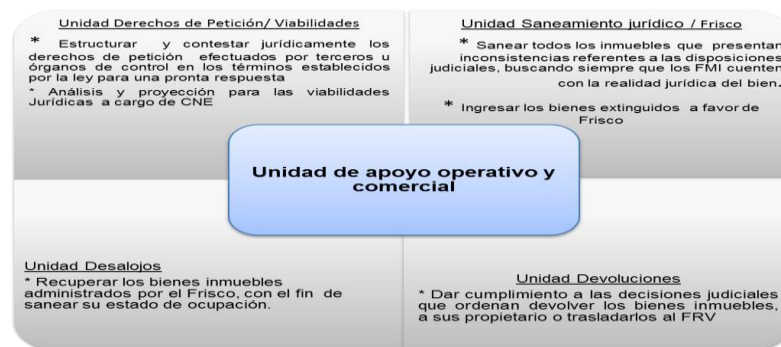 Unidad Derechos de Petición/ Viabilidades
* Estructurar y contestar jurídicamente los
derechos de petición efectuados por terceros u
órganos de control en los términos establecidos
por la ley para una pronta respuesta
* Análisis y proyección para las viabilidades
Jurídicas a cargo de CNE
Unidad Saneamiento jurídico / Frisco
* Sanear todos los inmuebles que presentan
inconsistencias referentes a las disposiciones
judiciales, buscando siempre que los FMI cuenten
con la realidad jurídica del bien.
* Ingresar los bienes extinguidos a favor de
Frisco
Unidad de apoyo operativo y
comercial
Unidad Desalojos
* Recuperar los bienes inmuebles
administrados por el Frisco, con el fin de
sanear su estado de ocupación.
Unidad Devoluciones
* Dar cumplimiento a las decisiones judiciales
que ordenan devolver los bienes inmuebles,
a sus propietario o trasladarlos al FRV